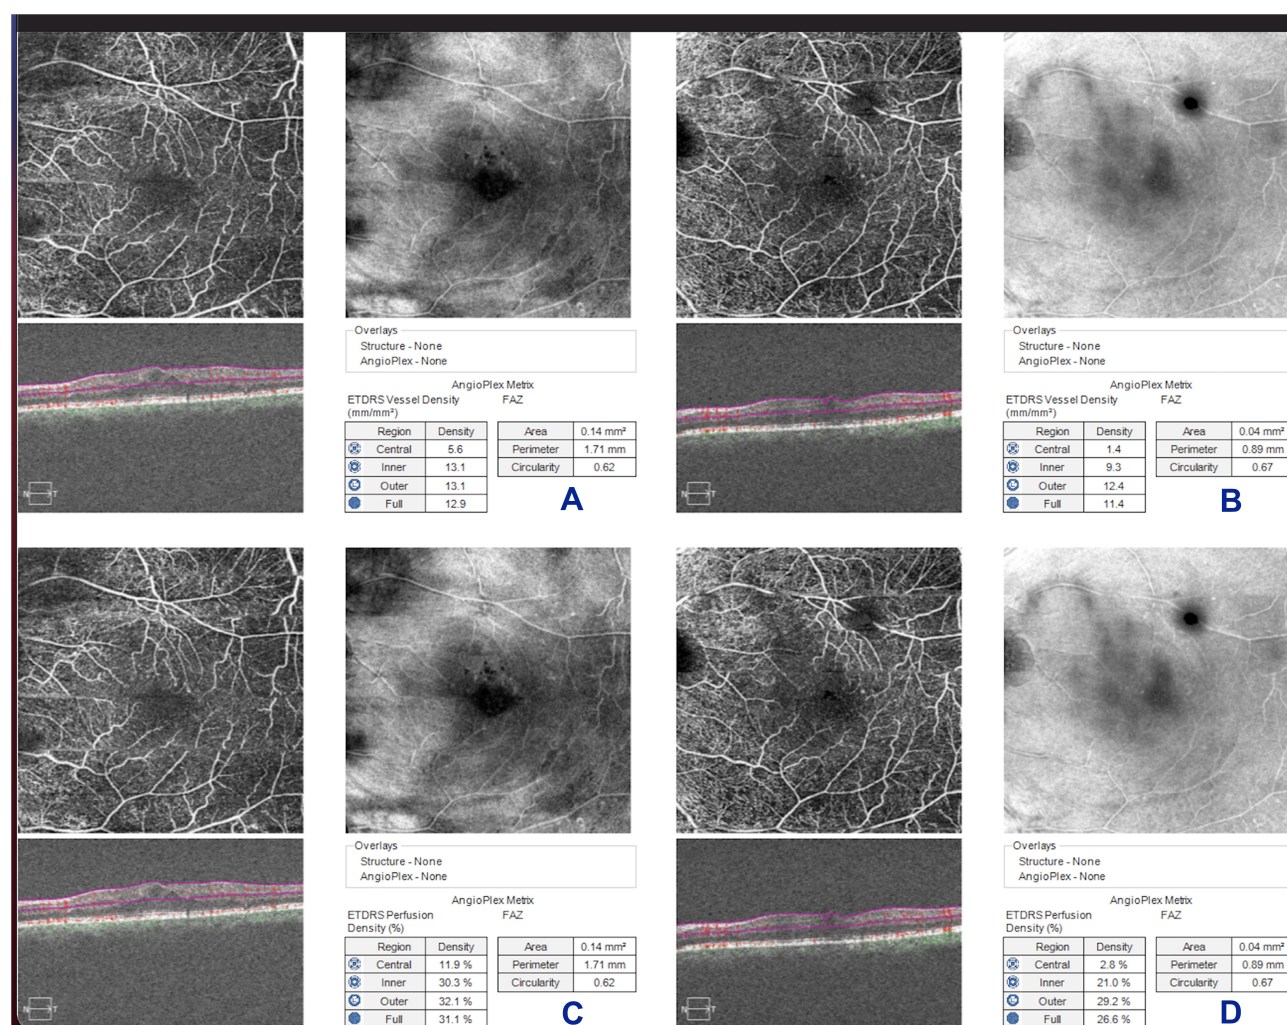 Overlays
Structure - None
AngioPlex - None
AngioPlex Metrix
ETDRS Vessel Density
(mm/mm²)
FAZ
Region Density
Central 5.6
Inner 13.1
Outer 13.1
Full 12.9
Area 0.14 mm²
Perimeter 1.71 mm
Circularity 0.62
N T
A
Overlays
Structure - None
AngioPlex - None
AngioPlex Metrix
ETDRS Vessel Density
(mm/mm²)
FAZ
Region Density
Central 1.4
Inner 9.3
Outer 12.4
Full 11.4
Area 0.04 mm²
Perimeter 0.89 mm
Circularity 0.67
N T
B
Overlays
Structure - None
AngioPlex - None
AngioPlex Metrix
ETDRS Perfusion
Density (%)
FAZ
Region Density
Central 11.9 %
Inner 30.3 %
Outer 32.1 %
Full 31.1 %
Area 0.14 mm²
Perimeter 1.71 mm
Circularity 0.62
N T
C
Overlays
Structure - None
AngioPlex - None
AngioPlex Metrix
ETDRS Perfusion
Density (%)
FAZ
Region Density
Central 2.8 %
Inner 21.0 %
Outer 29.2 %
Full 26.6 %
Area 0.04 mm²
Perimeter 0.89 mm
Circularity 0.67
N T
D